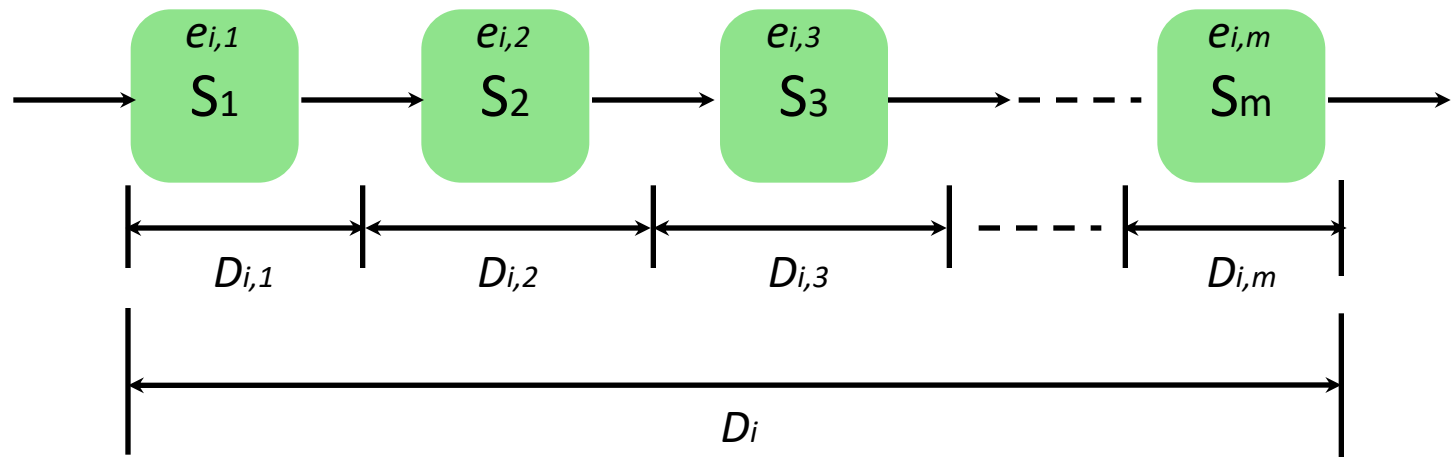 ei,1 ei,2 ei,3 ei,m
S1 S2 S3 Sm
Di,1 Di,2 Di,3 Di,m
Di